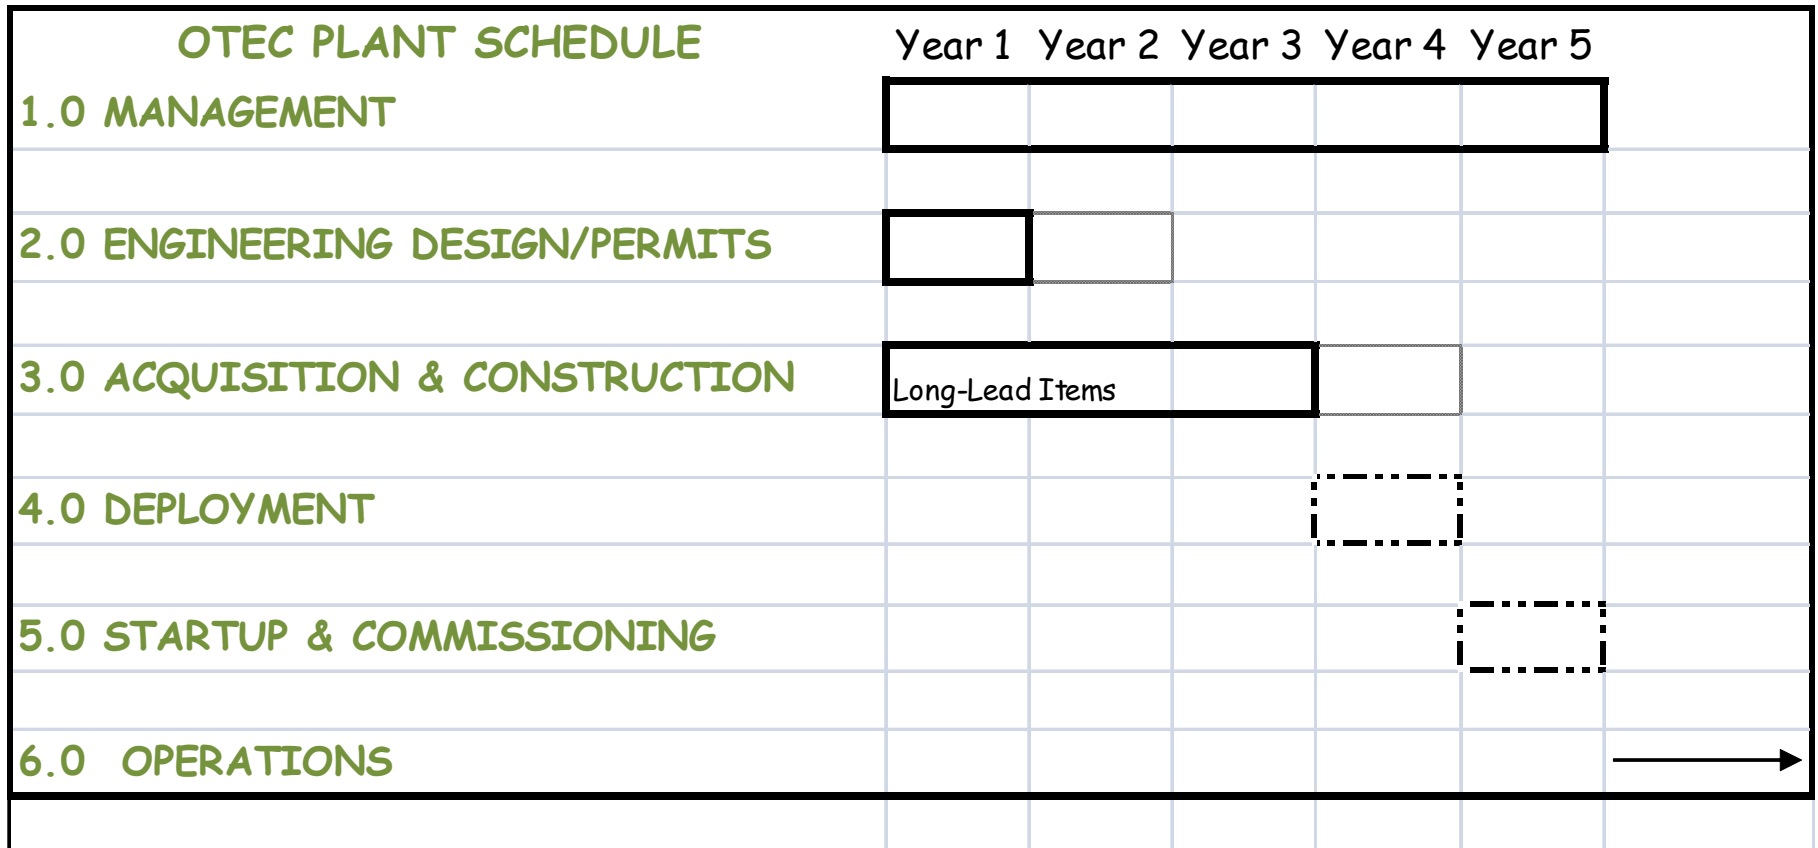 OTEC PLANT SCHEDULE Year 1 Year 2 Year 3 Year 4 Year 5
1.0 MANAGEMENT
2.0 ENGINEERING DESIGN/PERMITS
3.0 ACQUISITION & CONSTRUCTION Long-Lead Items
4.0 DEPLOYMENT
5.0 STARTUP & COMMISSIONING
6.0 OPERATIONS